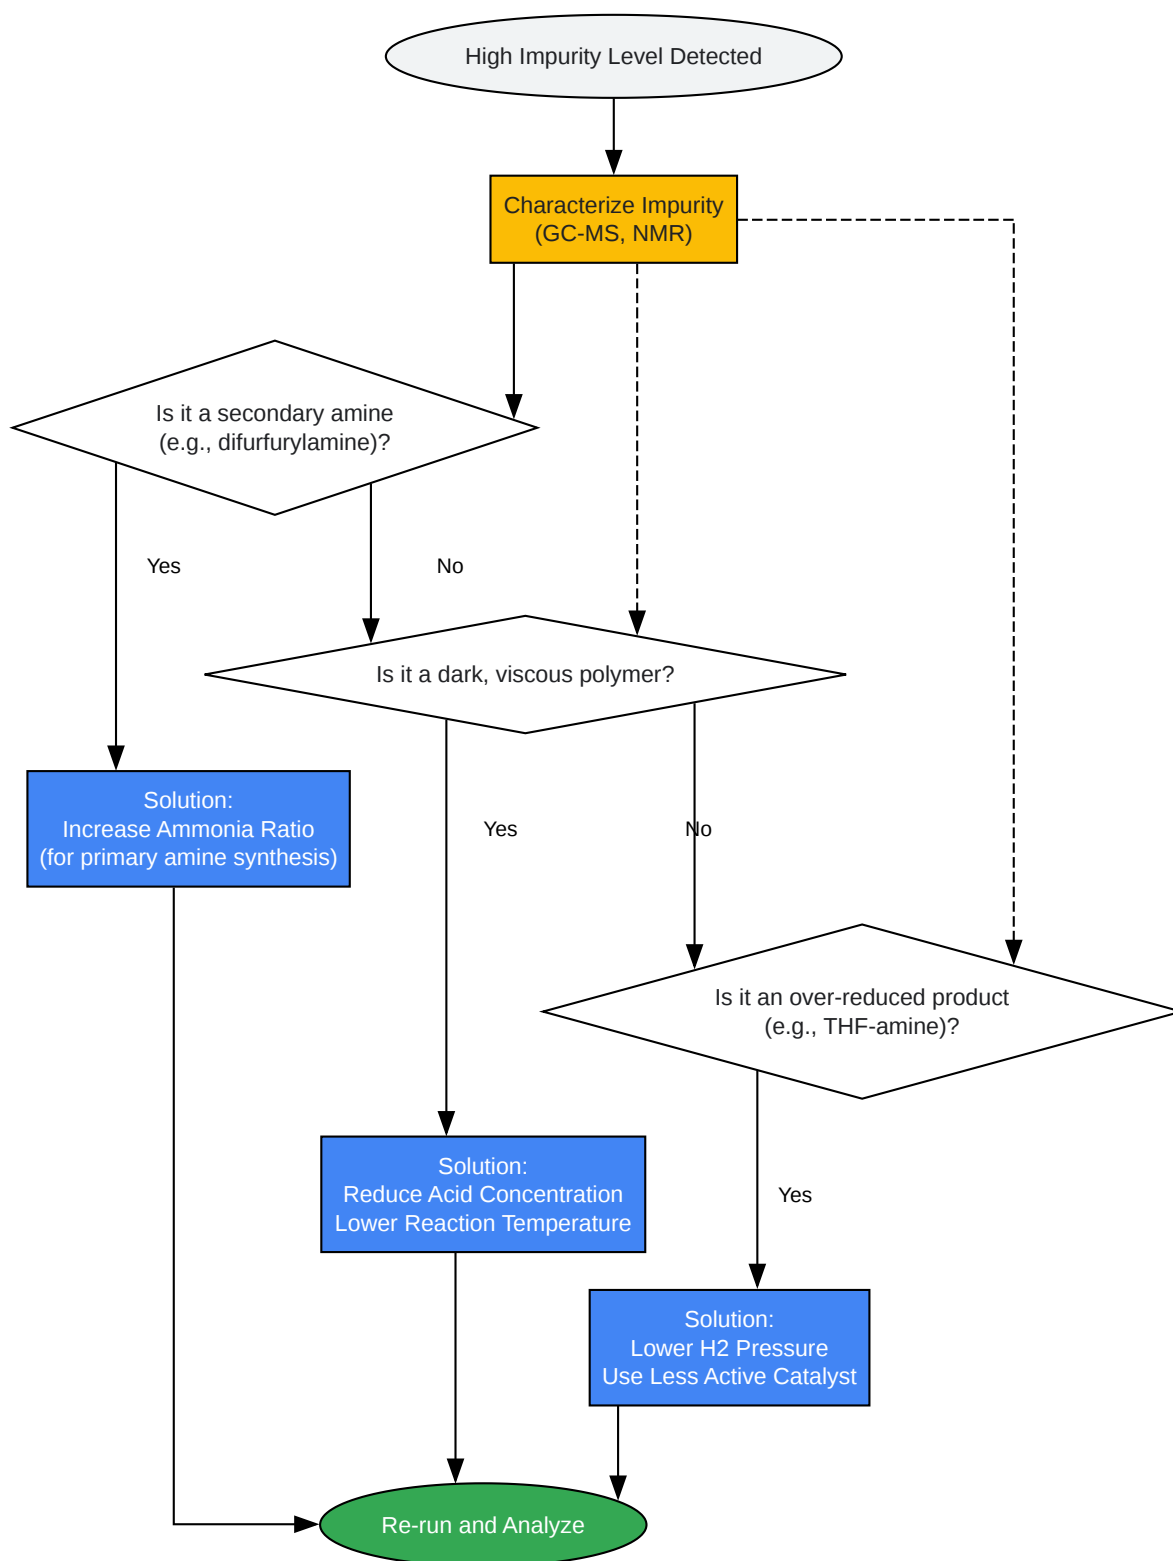 High Impurity Level Detected
Characterize Impurity
(GC-MS, NMR)
Is it a secondary amine
(e.g., difurfurylamine)?
Yes
No
Is it a dark, viscous polymer?
Solution:
Increase Ammonia Ratio
(for primary amine synthesis)
Yes
No
Is it an over-reduced product
(e.g., THF-amine)?
Solution:
Reduce Acid Concentration
Lower Reaction Temperature
Yes
Solution:
Lower H2 Pressure
Use Less Active Catalyst
Re-run and Analyze